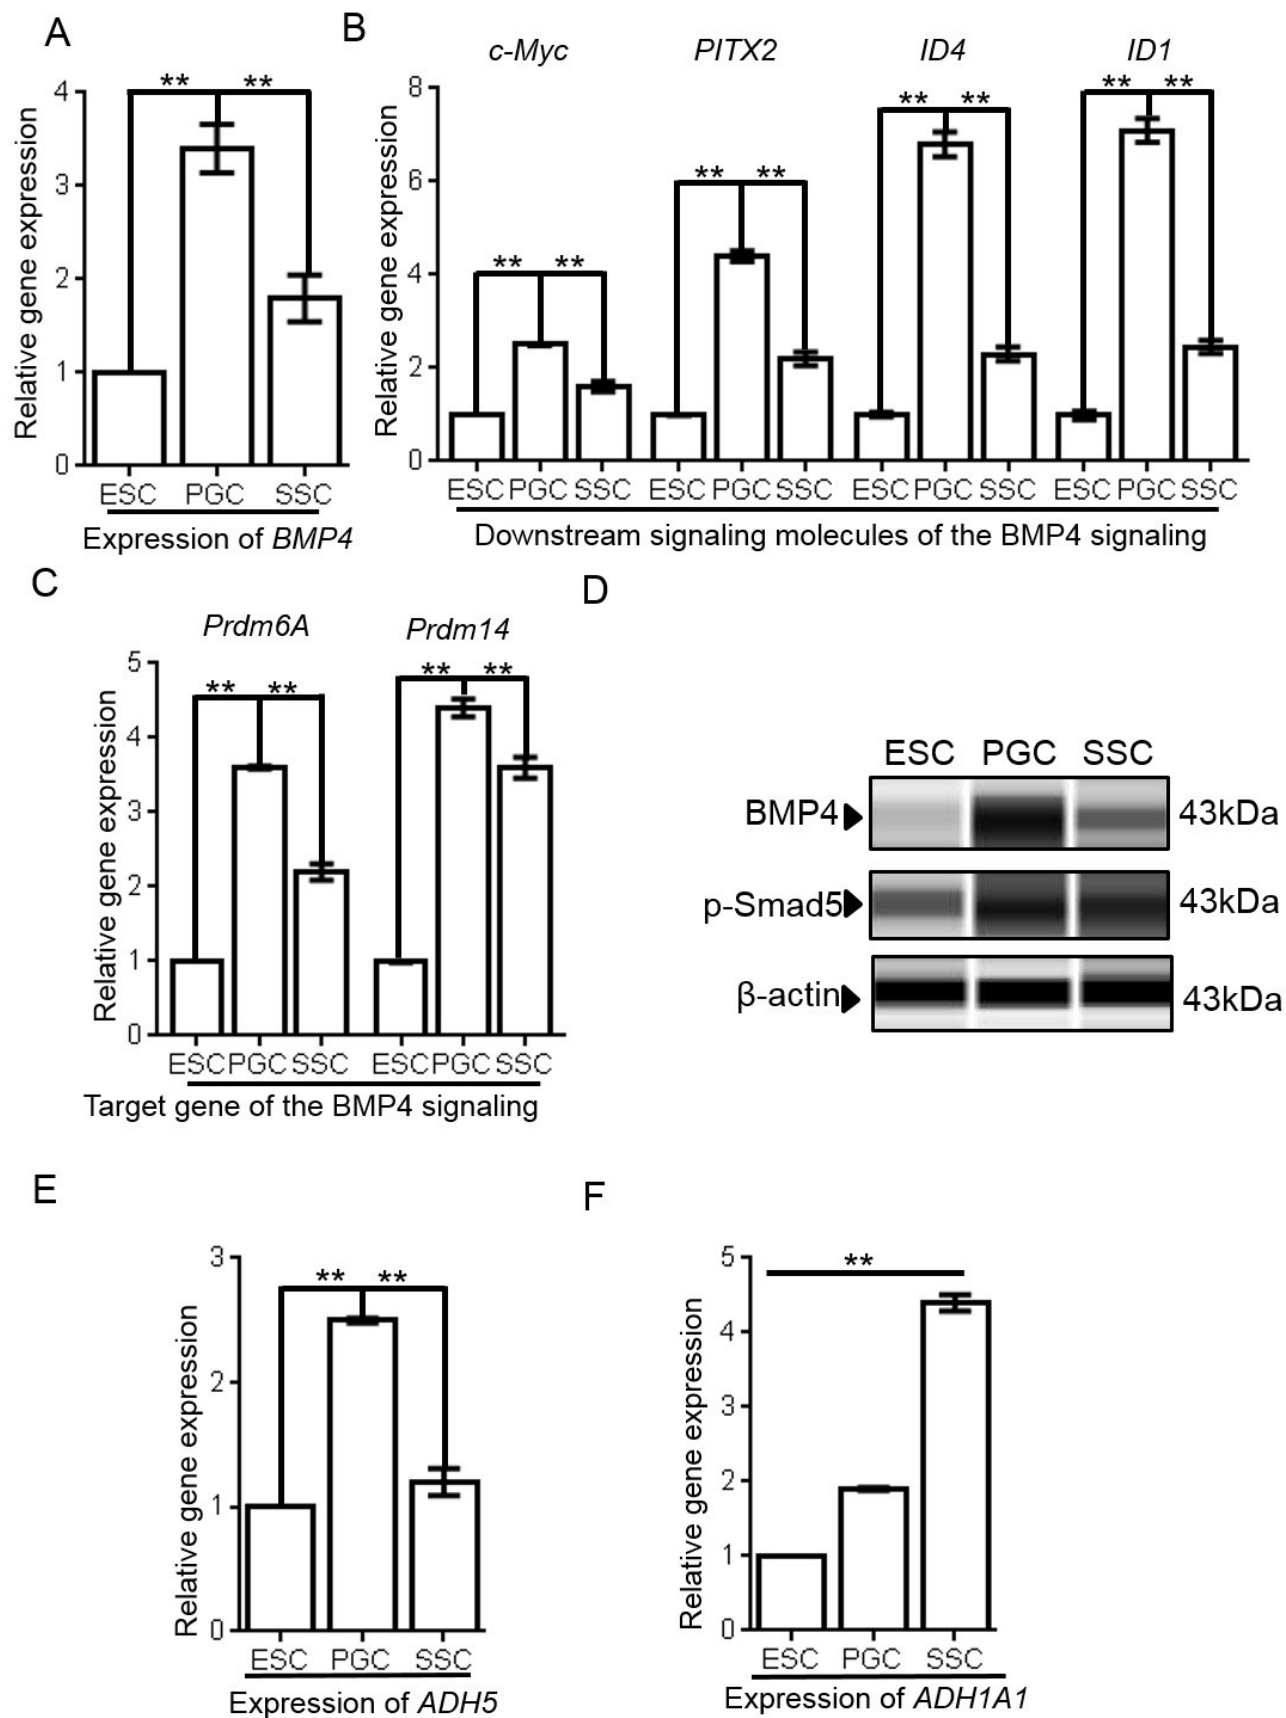 A
** **
4
3
2
1
0
Relative gene expression
ESC PGC SSC
Expression of BMP4
B
c-Myc PITX2 ID4 ID1
** ** ** ** ** ** ** **
8
6
4
2
0
Relative gene expression
ESC PGC SSC ESC PGC SSC ESC PGC SSC ESC PGC SSC
Downstream signaling molecules of the BMP4 signaling
C
Prdm6A Prdm14
** ** ** **
5
4
3
2
1
0
Relative gene expression
ESC PGC SSC ESC PGC SSC
Target gene of the BMP4 signaling
D
ESC PGC SSC
BMP4 43kDa
p-Smad5 43kDa
β-actin 43kDa
E
** **
3
2
1
0
Relative gene expression
ESC PGC SSC
Expression of ADH5
F
**
5
4
3
2
1
0
Relative gene expression
ESC PGC SSC
Expression of ADH1A1